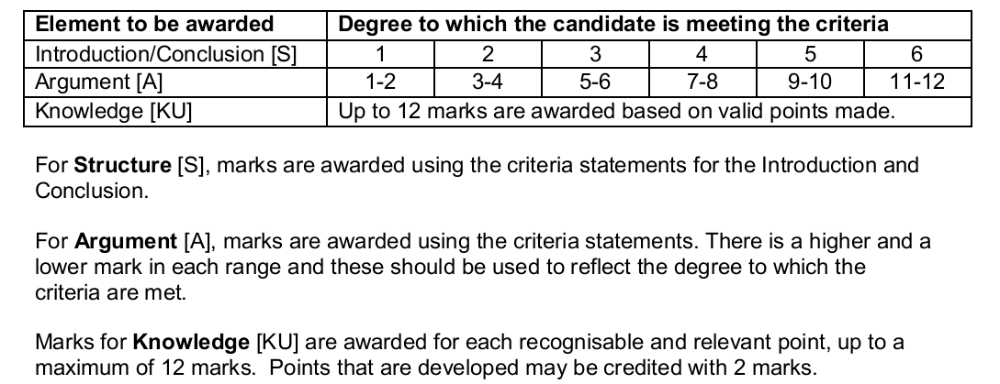 Element to be awarded Degree to which the candidate is meeting the criteria
Introduction/Conclusion [S] 1 2 3 4 5 6
Argument [A] 1-2 3-4 5-6 7-8 9-10 11-12
Knowledge [KU] Up to 12 marks are awarded based on valid points made.
For Structure [S], marks are awarded using the criteria statements for the Introduction and
Conclusion.
For Argument [A], marks are awarded using the criteria statements. There is a higher and a
lower mark in each range and these should be used to reflect the degree to which the
criteria are met.
Marks for Knowledge [KU] are awarded for each recognisable and relevant point, up to a
maximum of 12 marks.  Points that are developed may be credited with 2 marks.